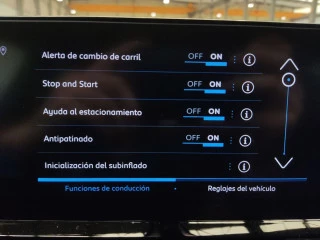 Alerta de cambio de carril OFF ON
Stop and Start OFF ON
Ayuda al estacionamiento OFF ON
Antipatinado OFF ON
Inicialización del subinflado
Funciones de conducción Reglajes del vehículo